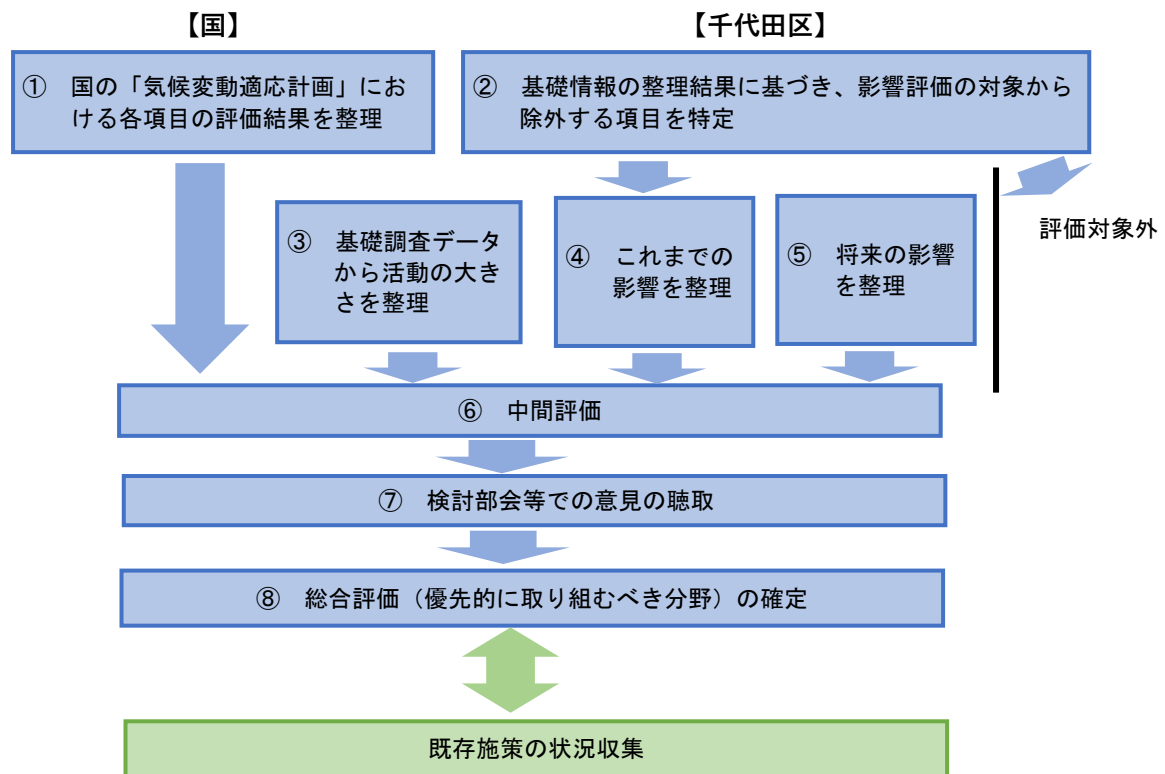 【国】
【千代田区】
① 国の「気候変動適応計画」にお
ける各項目の評価結果を整理
② 基礎情報の整理結果に基づき、影響評価の対象から
除外する項目を特定
評価対象外
③ 基礎調査データ
から活動の大き
さを整理
④ これまでの
影響を整理
⑤ 将来の影響
を整理
⑥ 中間評価
⑦ 検討部会等での意見の聴取
⑧ 総合評価（優先的に取り組むべき分野）の確定
既存施策の状況収集